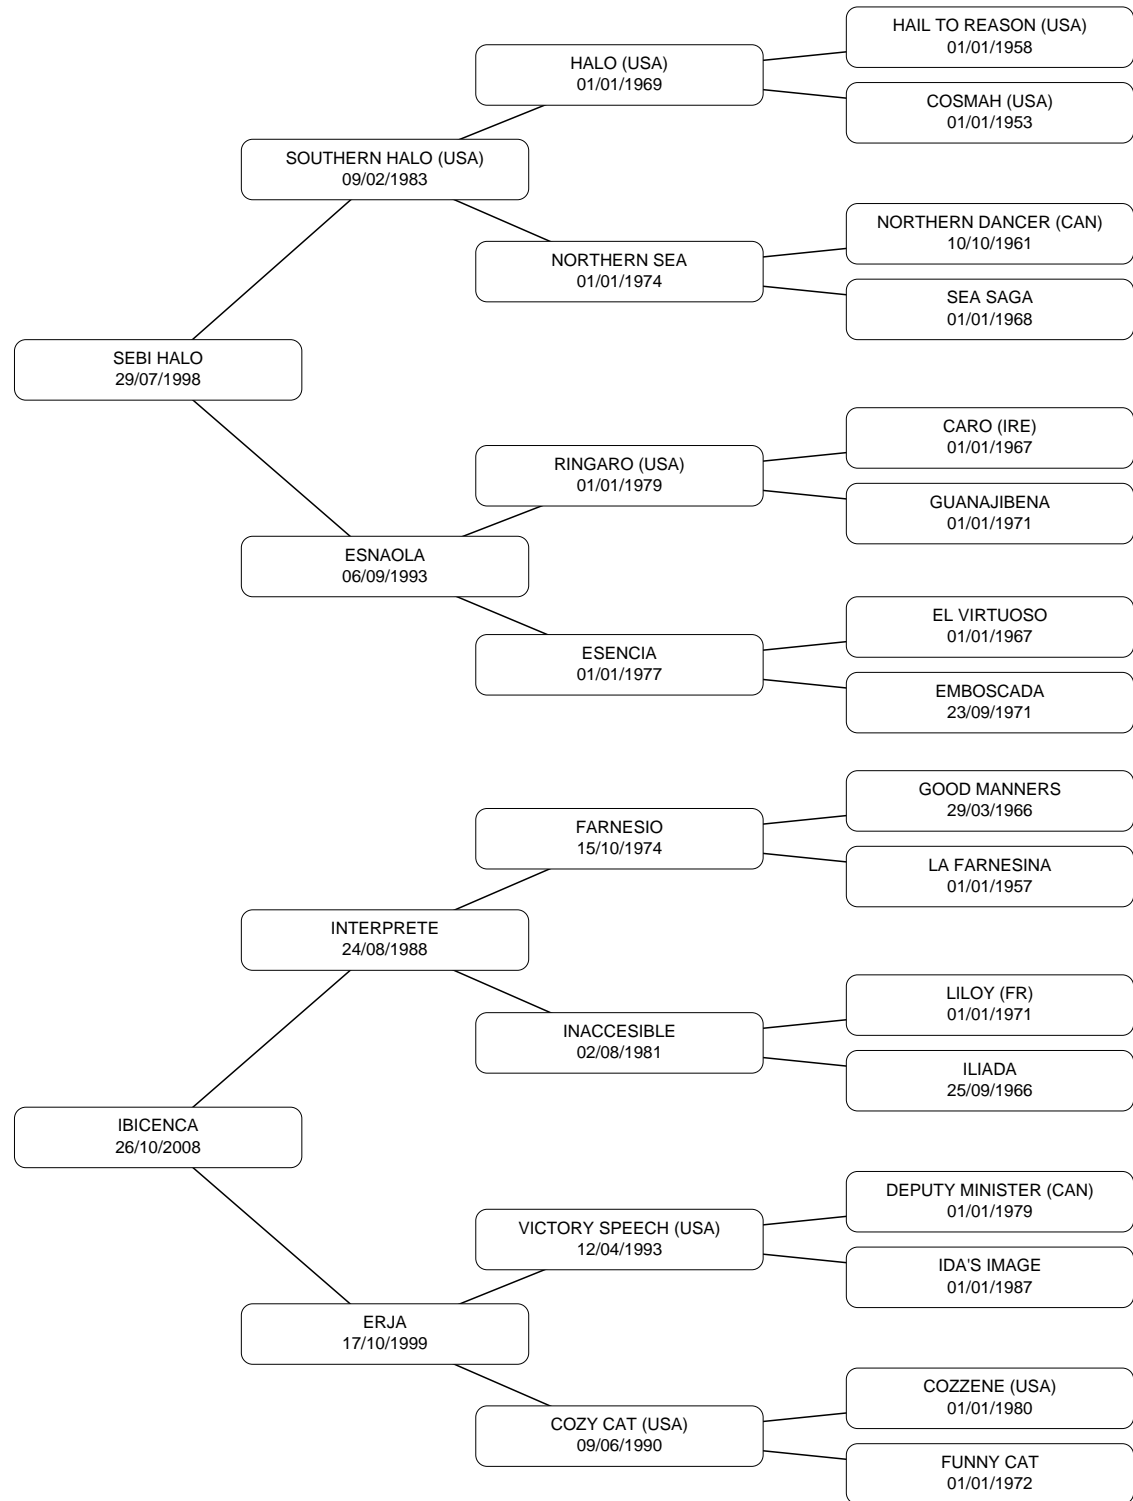 HAIL TO REASON (USA)
01/01/1958
HALO (USA)
01/01/1969
COSMAH (USA)
01/01/1953
SOUTHERN HALO (USA)
09/02/1983
NORTHERN DANCER (CAN)
10/10/1961
NORTHERN SEA
01/01/1974
SEA SAGA
01/01/1968
SEBI HALO
29/07/1998
CARO (IRE)
01/01/1967
RINGARO (USA)
01/01/1979
GUANAJIBENA
01/01/1971
ESNAOLA
06/09/1993
EL VIRTUOSO
01/01/1967
ESENCIA
01/01/1977
EMBOSCADA
23/09/1971
GOOD MANNERS
29/03/1966
FARNESIO
15/10/1974
LA FARNESINA
01/01/1957
INTERPRETE
24/08/1988
LILOY (FR)
01/01/1971
INACCESIBLE
02/08/1981
ILIADA
25/09/1966
IBICENCA
26/10/2008
DEPUTY MINISTER (CAN)
01/01/1979
VICTORY SPEECH (USA)
12/04/1993
IDA'S IMAGE
01/01/1987
ERJA
17/10/1999
COZZENE (USA)
01/01/1980
COZY CAT (USA)
09/06/1990
FUNNY CAT
01/01/1972